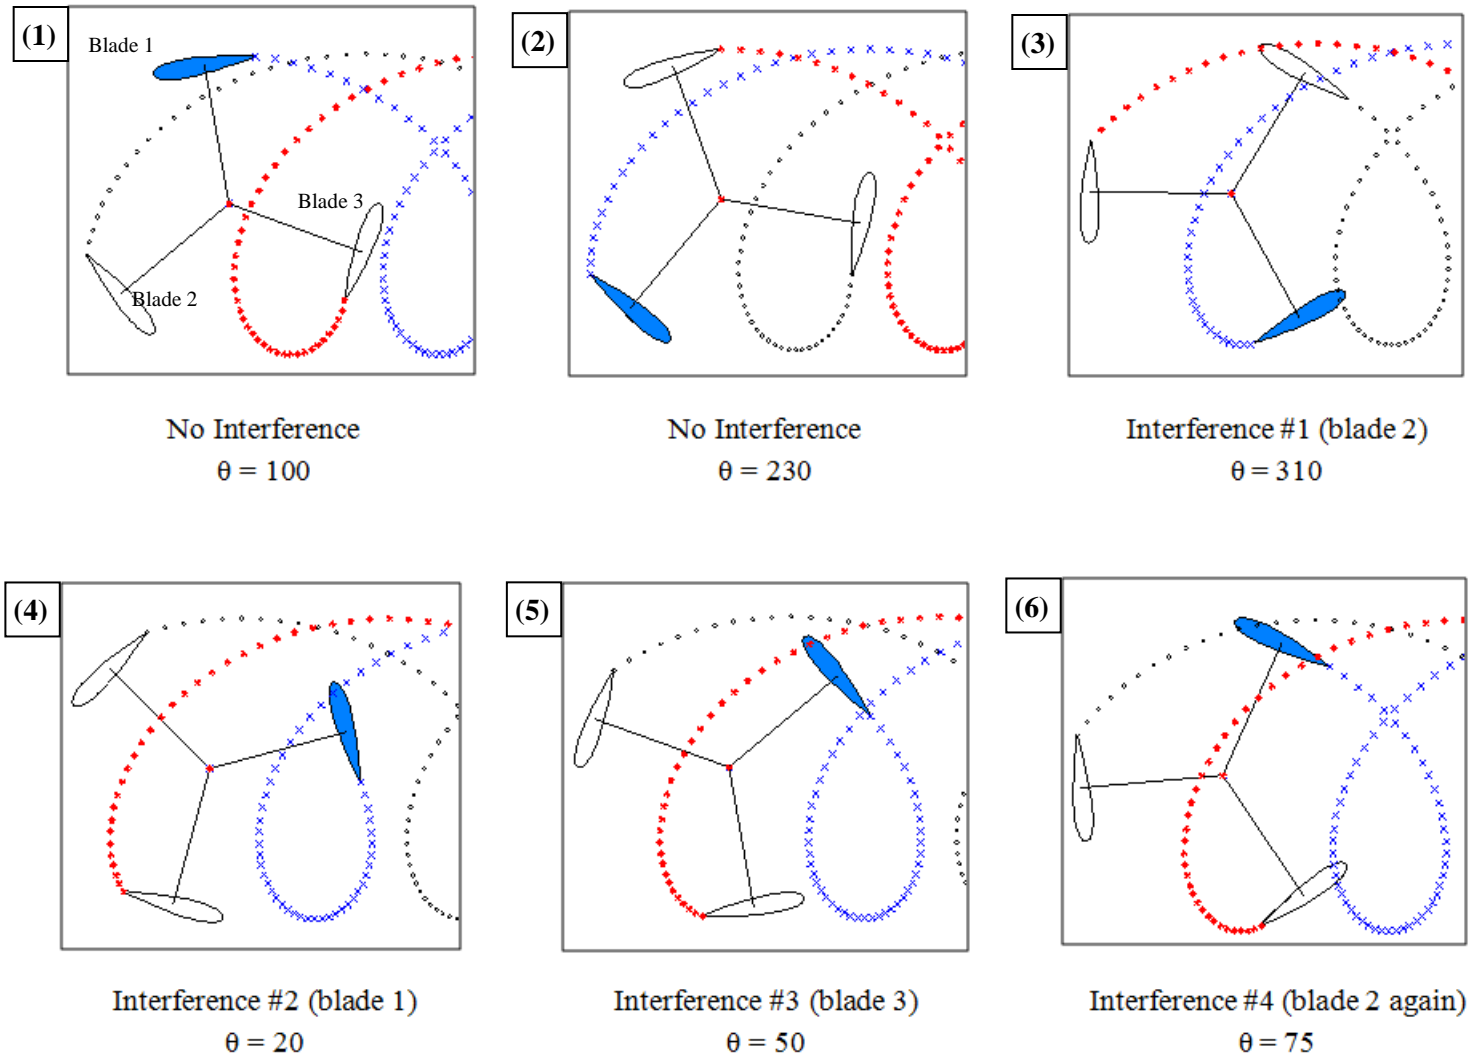 (1)
Blade 1
Blade 3
Blade 2
No Interference
θ = 100
(2)
No Interference
θ = 230
(3)
Interference #1 (blade 2)
θ = 310
(4)
Interference #2 (blade 1)
θ = 20
(5)
Interference #3 (blade 3)
θ = 50
(6)
Interference #4 (blade 2 again)
θ = 75